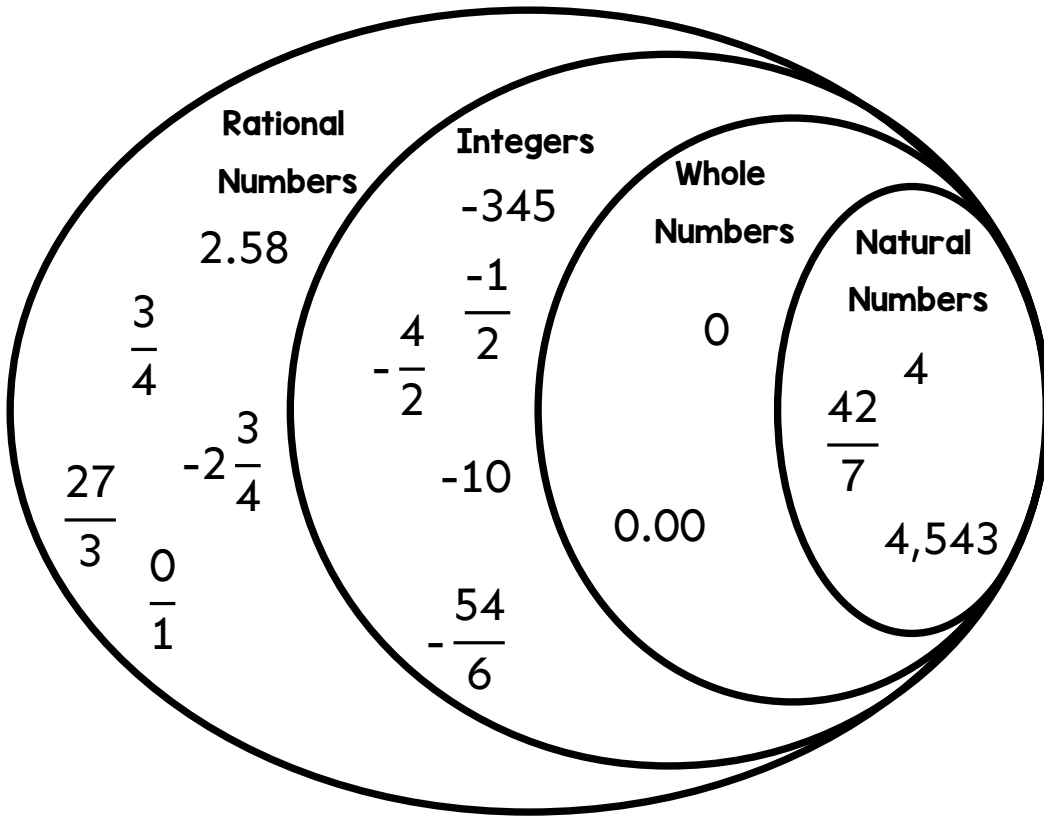 Rational
Numbers
2.58
3/4
-2 3/4
27/3
0/1
Integers
-345
-1/2
-4/2
-10
-54/6
Whole
Numbers
0
0.00
Natural
Numbers
4
42/7
4,543